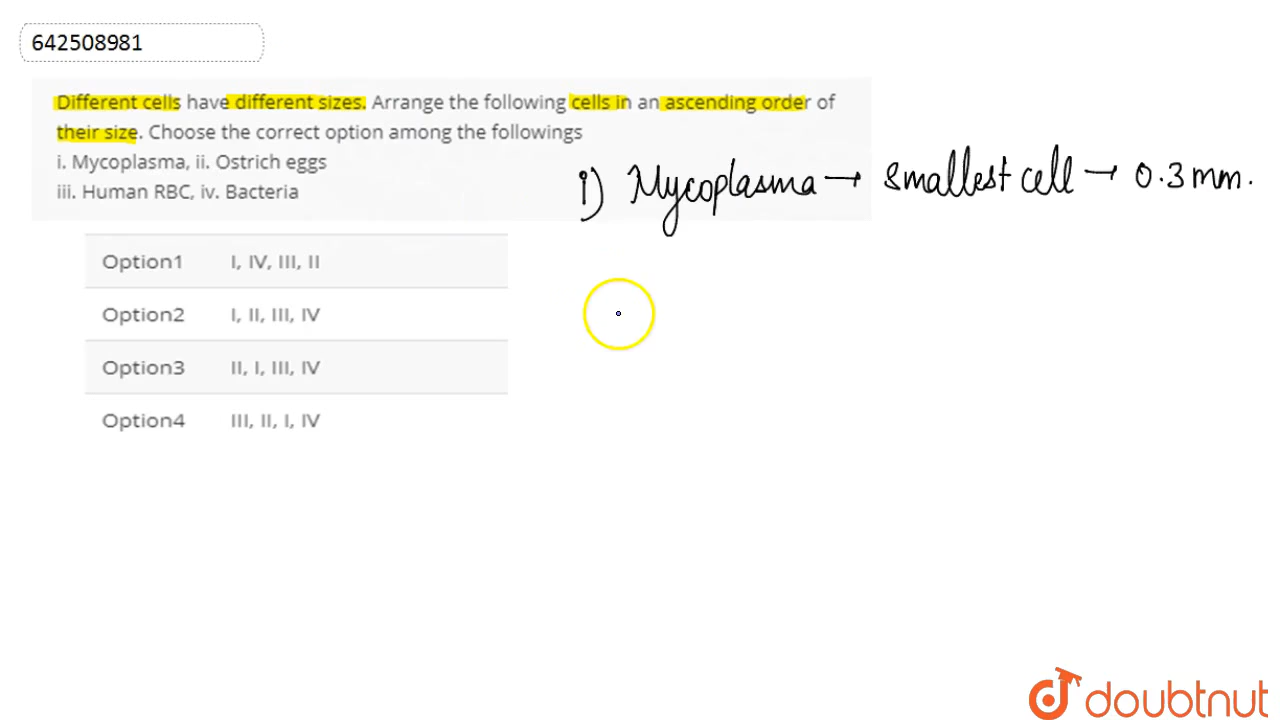 642508981
Different cells have different sizes. Arrange the following cells in an ascending order of
their size. Choose the correct option among the followings
i. Mycoplasma, ii. Ostrich eggs
iii. Human RBC, iv. Bacteria
i) Mycoplasma → smallest cell → 0.3 mm.
Option1 I, IV, III, II
Option2 I, II, III, IV
Option3 II, I, III, IV
Option4 III, II, I, IV
doubtnut